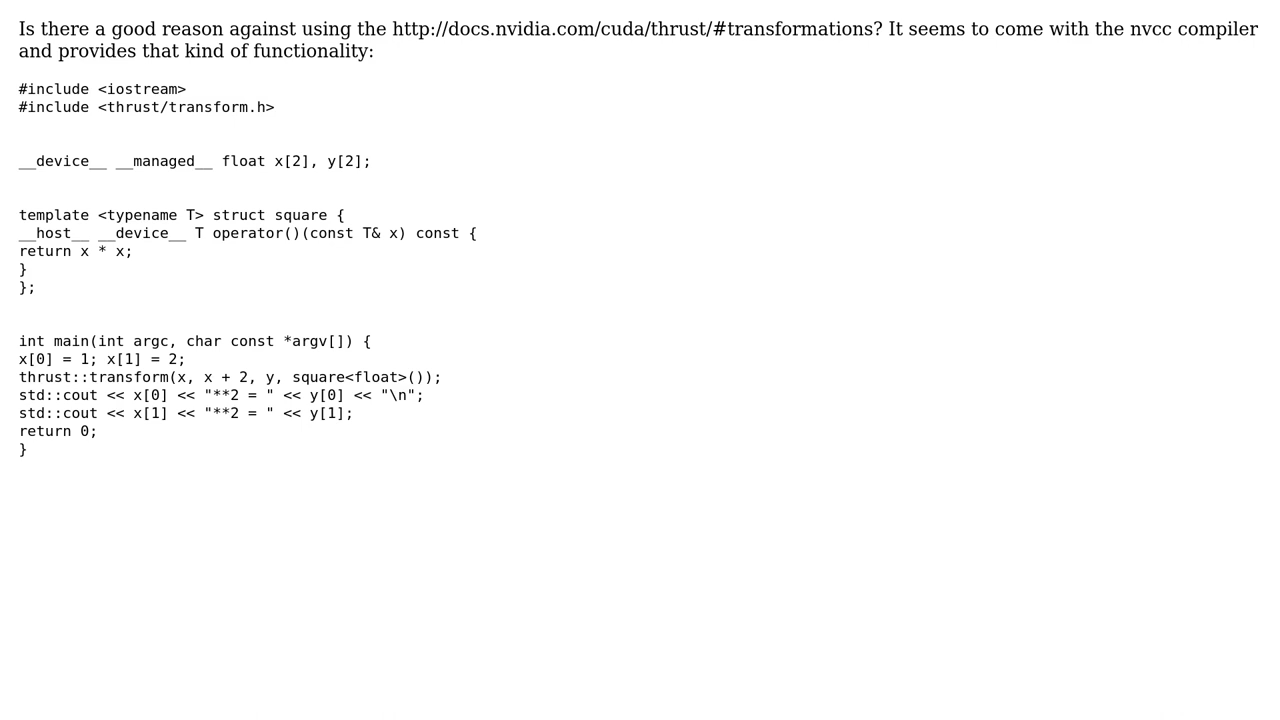 Is there a good reason against using the http://docs.nvidia.com/cuda/thrust/#transformations? It seems to come with the nvcc compiler
and provides that kind of functionality:
#include <iostream>
#include <thrust/transform.h>
__device__ __managed__ float x[2], y[2];
template <typename T> struct square {
__host__ __device__ T operator()(const T& x) const {
return x * x;
}
};
int main(int argc, char const *argv[]) {
x[0] = 1; x[1] = 2;
thrust::transform(x, x + 2, y, square<float>());
std::cout << x[0] << "**2 = " << y[0] << "\n";
std::cout << x[1] << "**2 = " << y[1];
return 0;
}